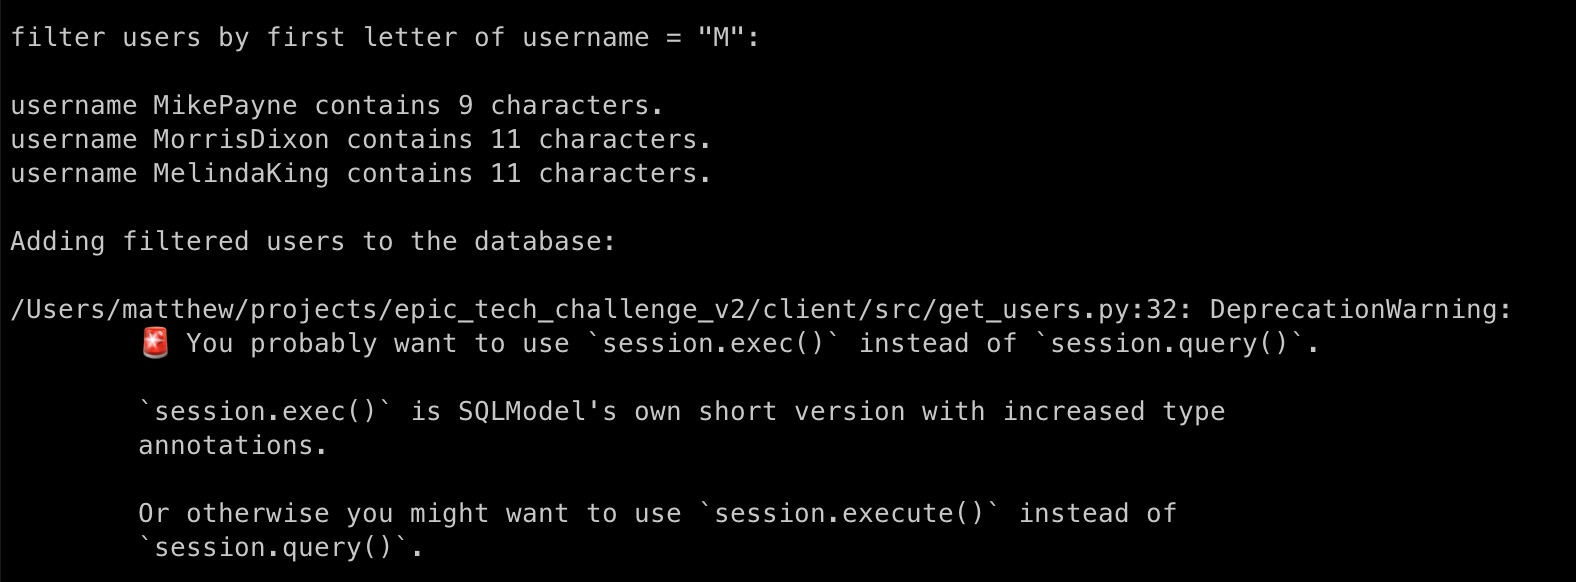 filter users by first letter of username = "M":
username MikePayne contains 9 characters.
username MorrisDixon contains 11 characters.
username MelindaKing contains 11 characters.
Adding filtered users to the database:
/Users/matthew/projects/epic_tech_challenge_v2/client/src/get_users.py:32: DeprecationWarning:
🚨 You probably want to use `session.exec()` instead of `session.query()`.
`session.exec()` is SQLModel's own short version with increased type
annotations.
Or otherwise you might want to use `session.execute()` instead of
`session.query()`.